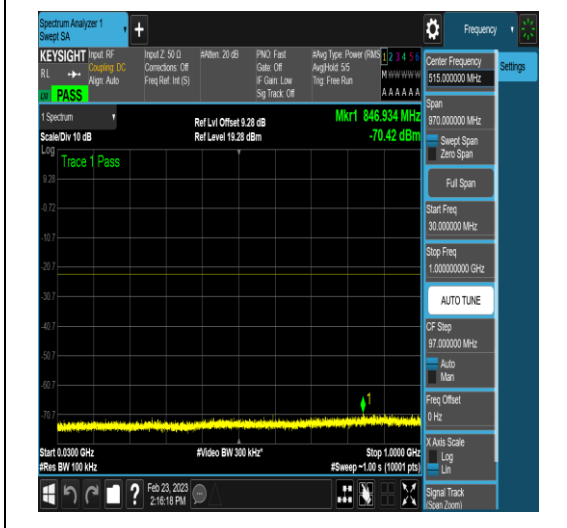 Spectrum Analyzer 1
Swept SA
+
Frequency
KEYSIGHT
RL
PASS
Input: RF
Coupling: DC
Align: Auto
Input Z: 50 Ω
Corrections: Off
Freq Ref: Int (S)
#Atten: 20 dB
PNO: Fast
Gate: Off
IF Gain: Low
Sig Track: Off
#Avg Type: Power (RMS
Avg|Hold: 5/5
Trig: Free Run
1 2 3 4 5 6
M W W W W W
A A A A A A
1 Spectrum
Scale/Div 10 dB
Ref Lvl Offset 9.28 dB
Ref Level 19.28 dBm
Mkr1 846.934 MHz
-70.42 dBm
Log
Trace 1 Pass
9.28
-0.72
-10.7
-20.7
-30.7
-40.7
-50.7
-60.7
-70.7
1
Start 0.0300 GHz
#Res BW 100 kHz
#Video BW 300 kHz*
Stop 1.0000 GHz
#Sweep ~1.00 s (10001 pts)
?
Feb 23, 2023
2:16:18 PM
Center Frequency
515.000000 MHz
Settings
Span
970.000000 MHz
Swept Span
Zero Span
Full Span
Start Freq
30.000000 MHz
Stop Freq
1.000000000 GHz
AUTO TUNE
CF Step
97.000000 MHz
Auto
Man
Freq Offset
0 Hz
X Axis Scale
Log
Lin
Signal Track
(Span Zoom)